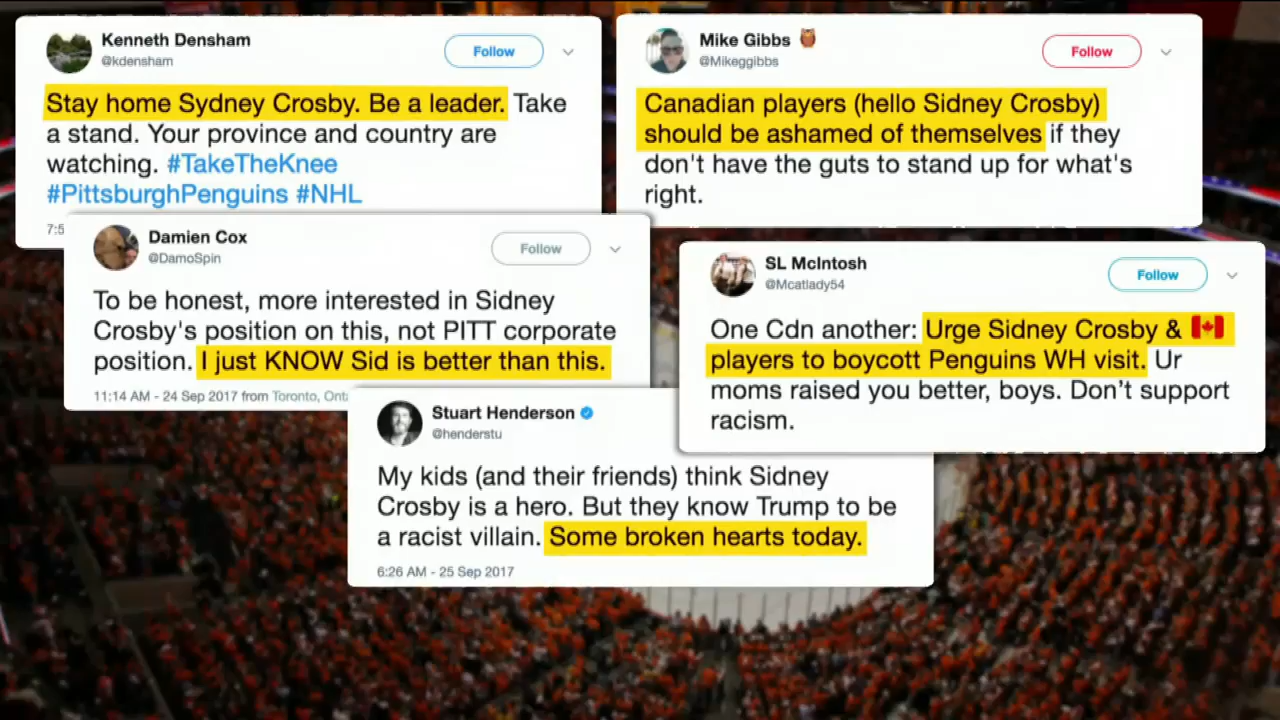 Kenneth Densham
@kdensham
Follow
Stay home Sydney Crosby. Be a leader. Take
a stand. Your province and country are
watching. #TakeTheKnee
#PittsburghPenguins #NHL
7:5
Mike Gibbs
@Mikeggibbs
Follow
Canadian players (hello Sidney Crosby)
should be ashamed of themselves if they
don't have the guts to stand up for what's
right.
Damien Cox
@DamoSpin
Follow
To be honest, more interested in Sidney
Crosby's position on this, not PITT corporate
position. I just KNOW Sid is better than this.
11:14 AM - 24 Sep 2017 from Toronto, Onta
SL McIntosh
@Mcatlady54
Follow
One Cdn another: Urge Sidney Crosby &
players to boycott Penguins WH visit. Ur
moms raised you better, boys. Don't support
racism.
Stuart Henderson
@henderstu
My kids (and their friends) think Sidney
Crosby is a hero. But they know Trump to be
a racist villain. Some broken hearts today.
6:26 AM - 25 Sep 2017